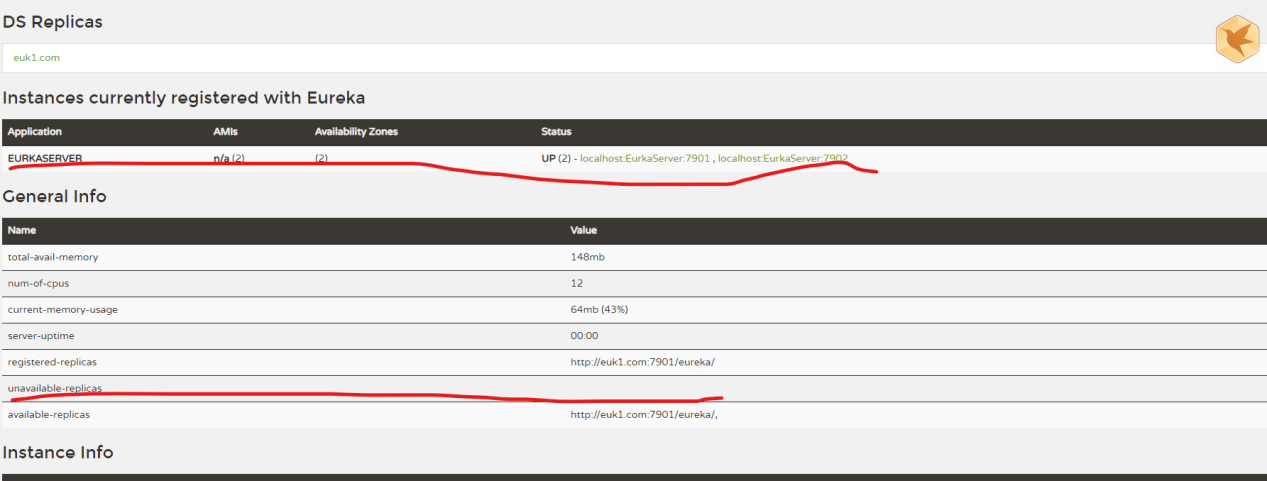 DS Replicas
euk1.com
Instances currently registered with Eureka
Application AMIs Availability Zones Status
EURKASERVER n/a (2) (2) UP (2) - localhost:EurkaServer:7901 , localhost:EurkaServer:7902
General Info
Name Value
total-avail-memory 148mb
num-of-cpus 12
current-memory-usage 64mb (43%)
server-uptime 00:00
registered-replicas http://euk1.com:7901/eureka/
unavailable-replicas
available-replicas http://euk1.com:7901/eureka/,
Instance Info